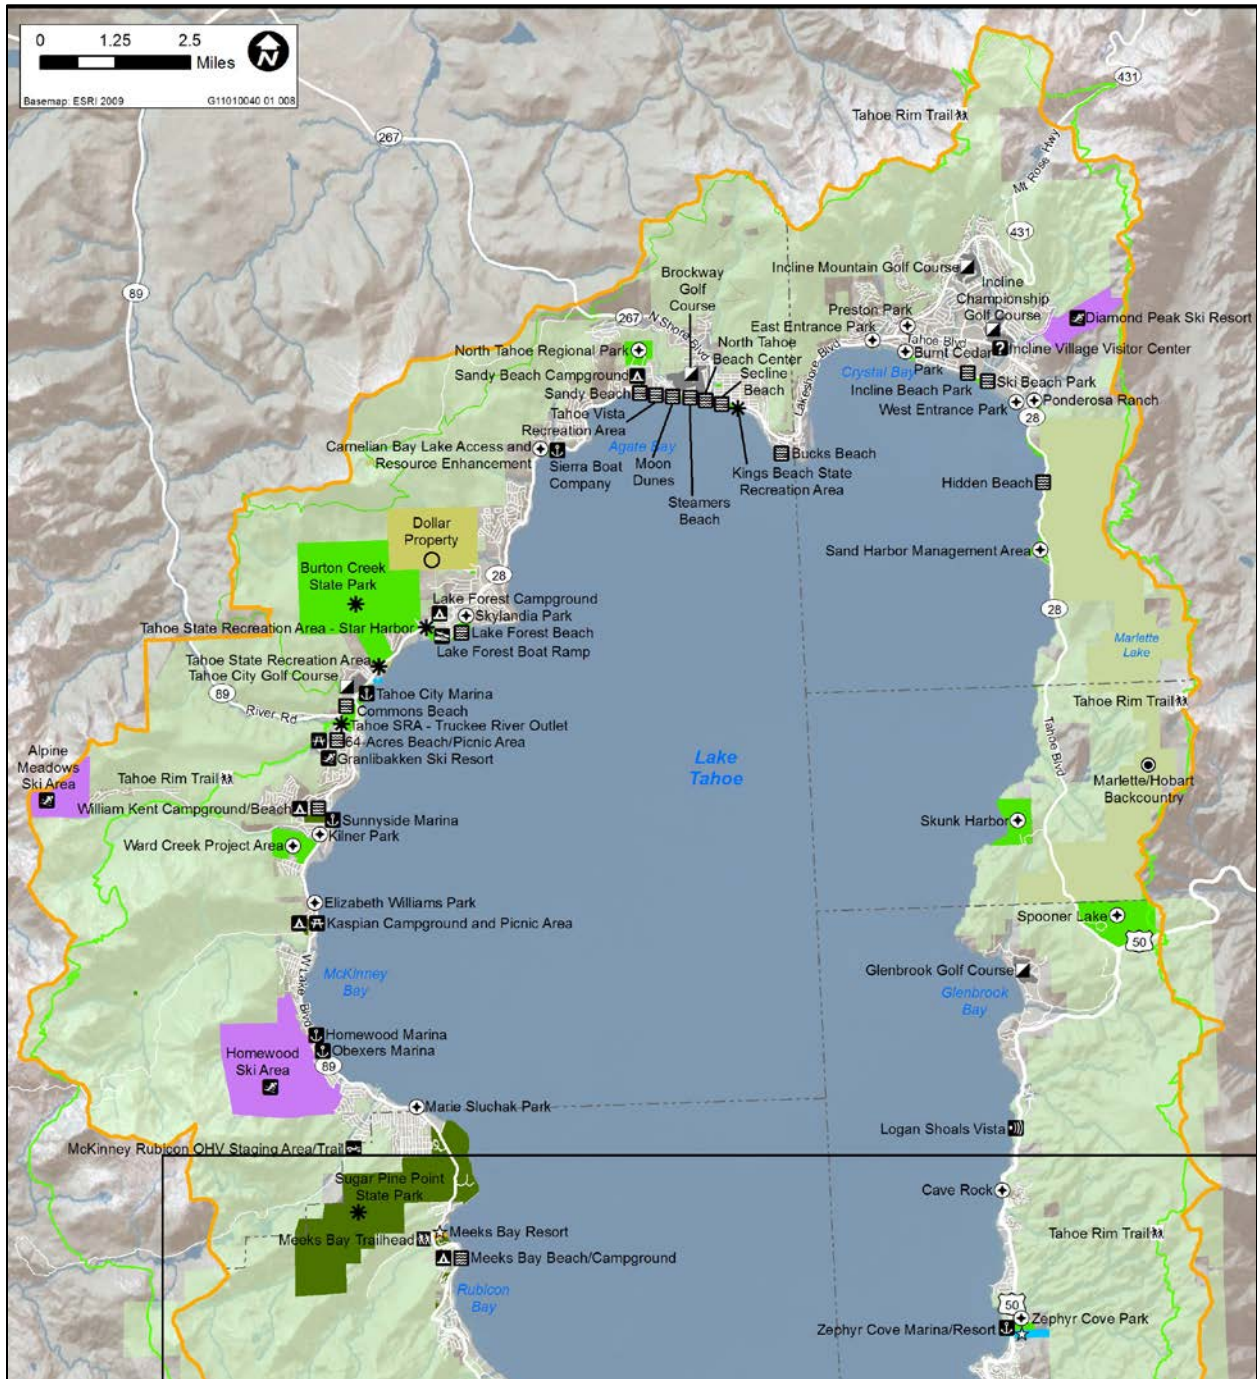 0 1.25 2.5
Miles
N
Basemap: ESRI 2009 G11010040 01 008
267
431
Tahoe Rim Trail
Mt Rose Hwy
431
89
Incline Mountain Golf Course
Brockway
Golf
Course
Incline
Championship
Golf Course
Preston Park
Diamond Peak Ski Resort
267
N Shore Blvd
East Entrance Park
Tahoe Blvd
North Tahoe
Beach Center
Lakeshore Blvd
North Tahoe Regional Park
Burnt Cedar
Park
Incline Village Visitor Center
Secline
Beach
Crystal Bay
Sandy Beach Campground
Incline Beach Park
Ski Beach Park
Sandy Beach
West Entrance Park
Ponderosa Ranch
Tahoe Vista
Recreation Area
28
Carnelian Bay Lake Access and
Resource Enhancement
Agate Bay
Sierra Boat
Company
Moon
Dunes
Bucks Beach
Kings Beach State
Recreation Area
Steamers
Beach
Hidden Beach
Dollar
Property
Sand Harbor Management Area
Burton Creek
State Park
28
Lake Forest Campground
Skylandia Park
28
Tahoe State Recreation Area - Star Harbor
Lake Forest Beach
Lake Forest Boat Ramp
Marlette
Lake
Tahoe State Recreation Area
Tahoe City Golf Course
89
Tahoe City Marina
Commons Beach
Tahoe Rim Trail
River Rd
Tahoe SRA - Truckee River Outlet
64-Acres Beach/Picnic Area
Tahoe Blvd
Alpine
Meadows
Ski Area
Granlibakken Ski Resort
Lake
Tahoe
Tahoe Rim Trail
Marlette/Hobart
Backcountry
William Kent Campground/Beach
Sunnyside Marina
Skunk Harbor
Kilner Park
Ward Creek Project Area
Elizabeth Williams Park
Spooner Lake
Kaspian Campground and Picnic Area
50
W Lake Blvd
McKinney
Bay
Glenbrook Golf Course
Glenbrook
Bay
Homewood Marina
Obexers Marina
Homewood
Ski Area
89
Marie Sluchak Park
Logan Shoals Vista
McKinney Rubicon OHV Staging Area/Trail
Sugar Pine Point
State Park
Cave Rock
Meeks Bay Resort
Meeks Bay Trailhead
Tahoe Rim Trail
Meeks Bay Beach/Campground
Rubicon
Bay
50
Zephyr Cove Park
Zephyr Cove Marina/Resort